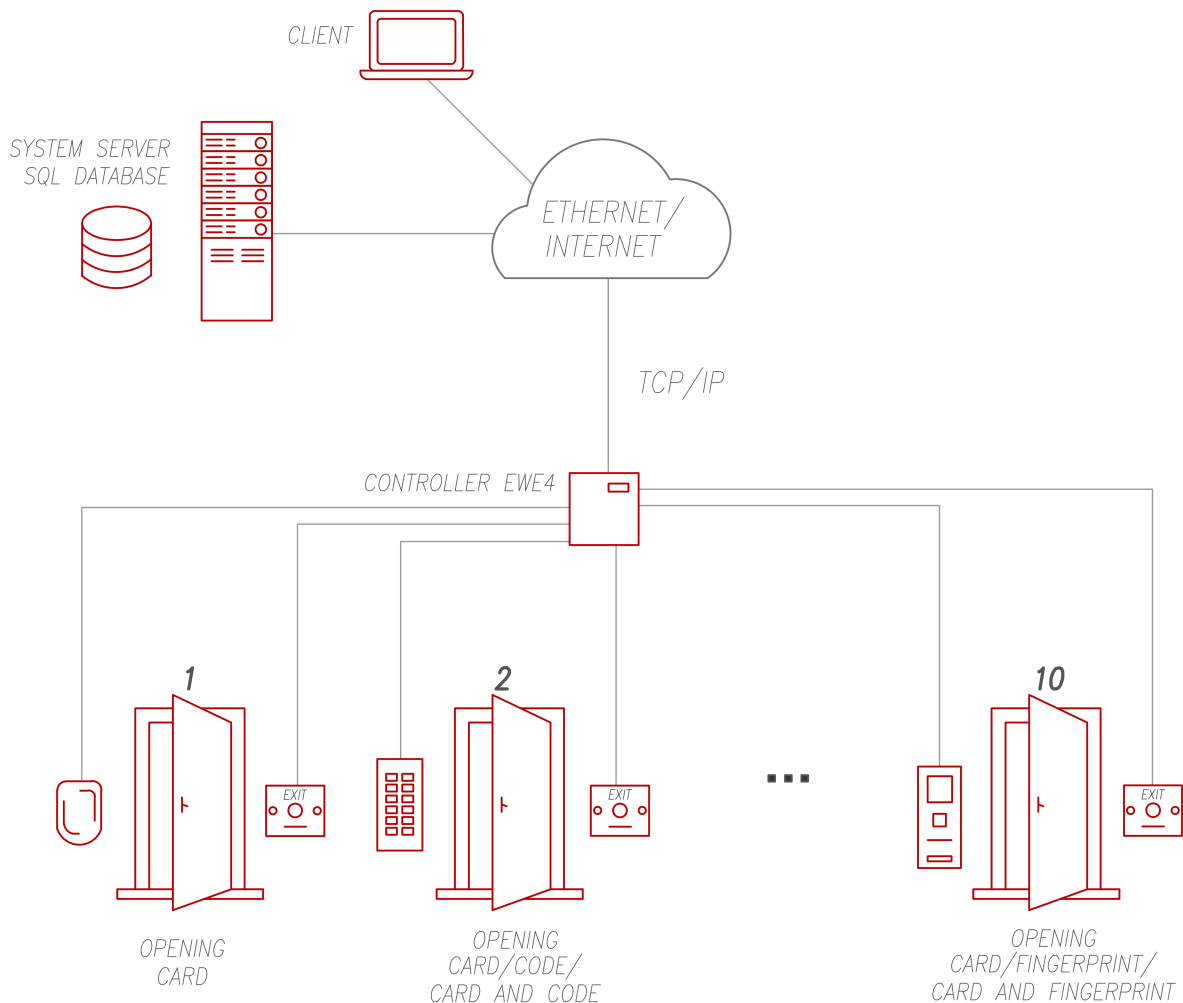 CLIENT
SYSTEM SERVER
SQL DATABASE
ETHERNET/
INTERNET
TCP/IP
CONTROLLER EWE4
1
2
10
EXIT
EXIT
EXIT
OPENING
CARD
OPENING
CARD/CODE/
CARD AND CODE
OPENING
CARD/FINGERPRINT/
CARD AND FINGERPRINT